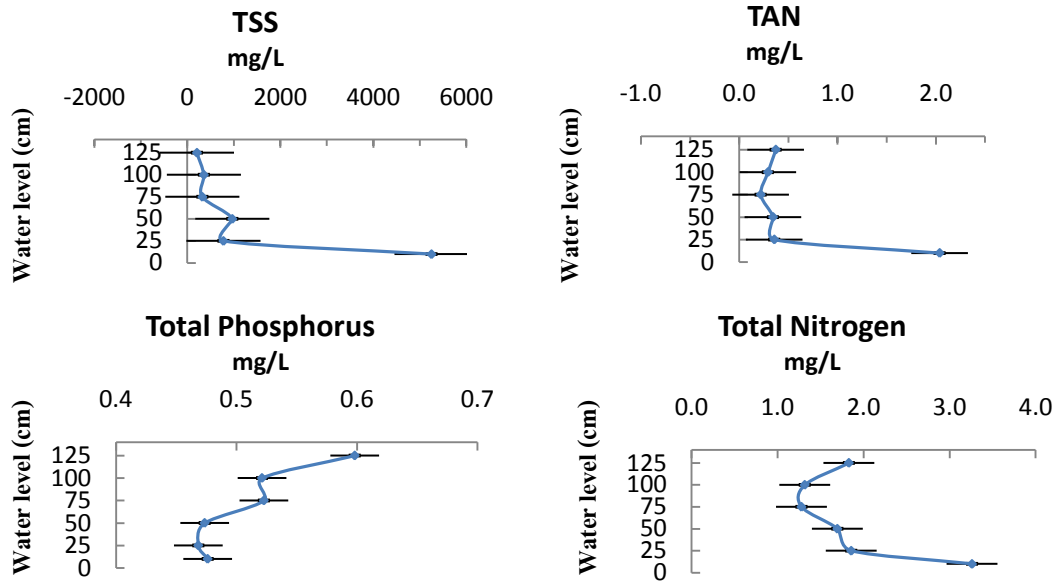 TSS
mg/L
-2000 0 2000 4000 6000
Water level (cm)
125
100
75
50
25
0
TAN
mg/L
-1.0 0.0 1.0 2.0
Water level (cm)
125
100
75
50
25
0
Total Phosphorus
mg/L
0.4 0.5 0.6 0.7
Water level (cm)
125
100
75
50
25
0
Total Nitrogen
mg/L
0.0 1.0 2.0 3.0 4.0
Water level (cm)
125
100
75
50
25
0